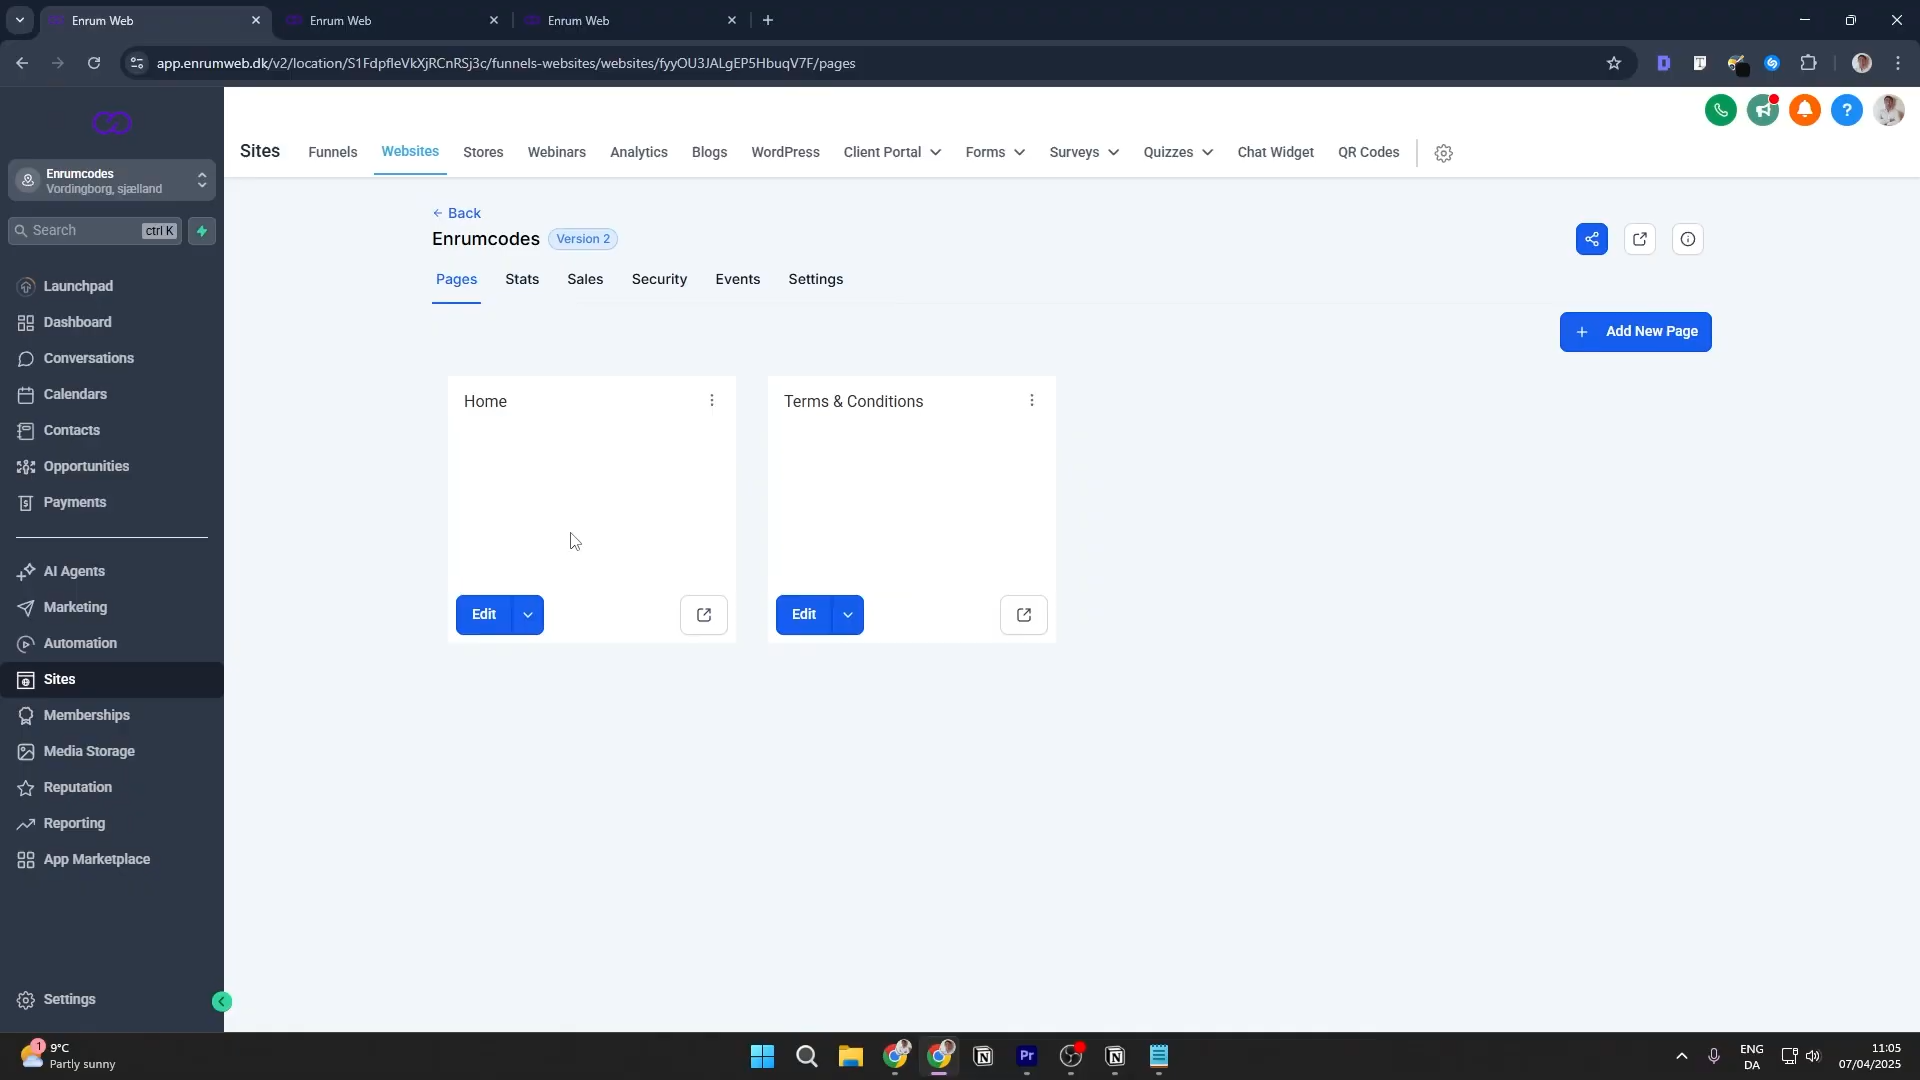 Enrum Web
Enrum Web
Enrum Web
app.enrumweb.dk/v2/location/S1FdpfleVkXjRCnRSj3c/funnels-websites/websites/fyyOU3JALgEP5HbuqV7F/pages
Enrumcodes
Vordingborg, sjælland
Search
ctrl K
Launchpad
Dashboard
Conversations
Calendars
Contacts
Opportunities
Payments
AI Agents
Marketing
Automation
Sites
Memberships
Media Storage
Reputation
Reporting
App Marketplace
Settings
Sites
Funnels
Websites
Stores
Webinars
Analytics
Blogs
WordPress
Client Portal
Forms
Surveys
Quizzes
Chat Widget
QR Codes
Back
Enrumcodes
Version 2
Pages
Stats
Sales
Security
Events
Settings
+ Add New Page
Home
Terms & Conditions
Edit
Edit
1
9°C
Partly sunny
Pr
ENG
DA
11:05
07/04/2025